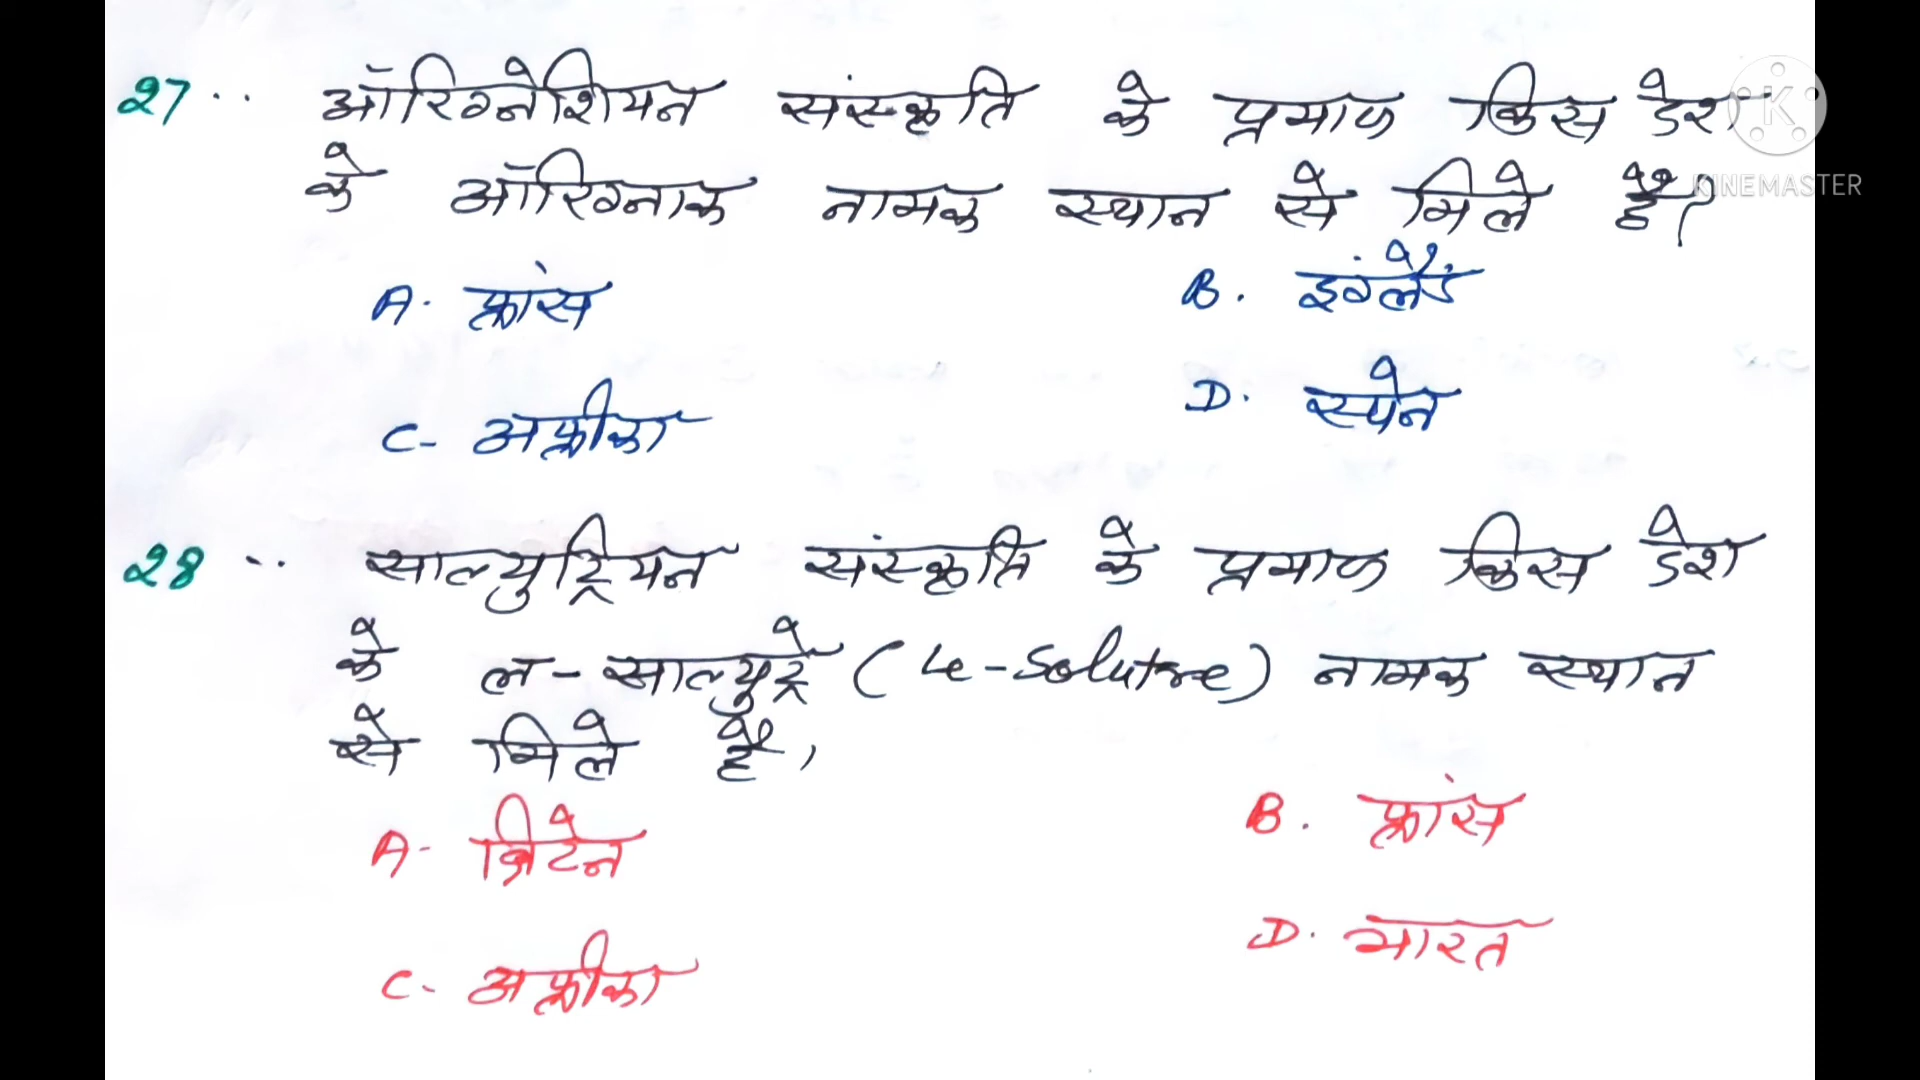 27.. ऑरिग्नेशियन संस्कृति के प्रमाण किस देश
के ऑरिग्नाक नामक स्थान से मिले हैं?
A. फ्रांस
B. इंग्लैंड
C- अफ्रीका
D. स्पेन
28.. साल्युट्रियन संस्कृति के प्रमाण किस देश
के ल-साल्युट्रे (Le-Solutre) नामक स्थान
से मिले हैं,
A- ब्रिटेन
B. फ्रांस
C- अफ्रीका
D. भारत
K
KINEMASTER